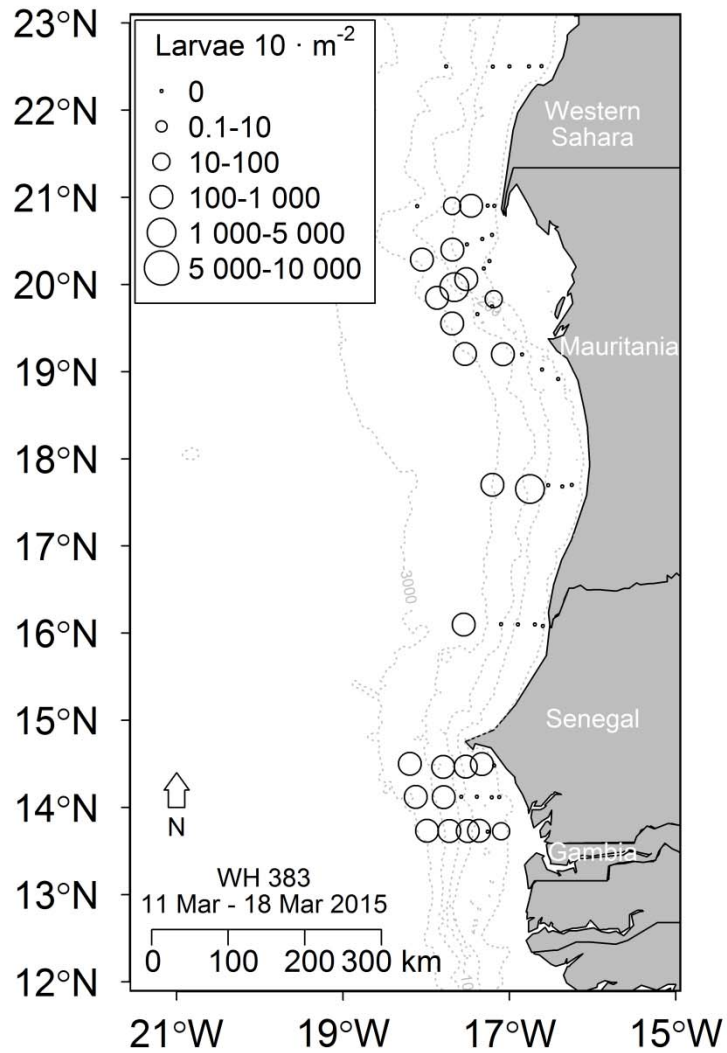 Larvae 10 · m-2
0
0.1-10
10-100
100-1 000
1 000-5 000
5 000-10 000
23°N
22°N
21°N
20°N
19°N
18°N
17°N
16°N
15°N
14°N
13°N
12°N
Western
Sahara
Mauritania
3000
Senegal
Gambia
N
WH 383
11 Mar - 18 Mar 2015
0 100 200 300 km
21°W 19°W 17°W 15°W